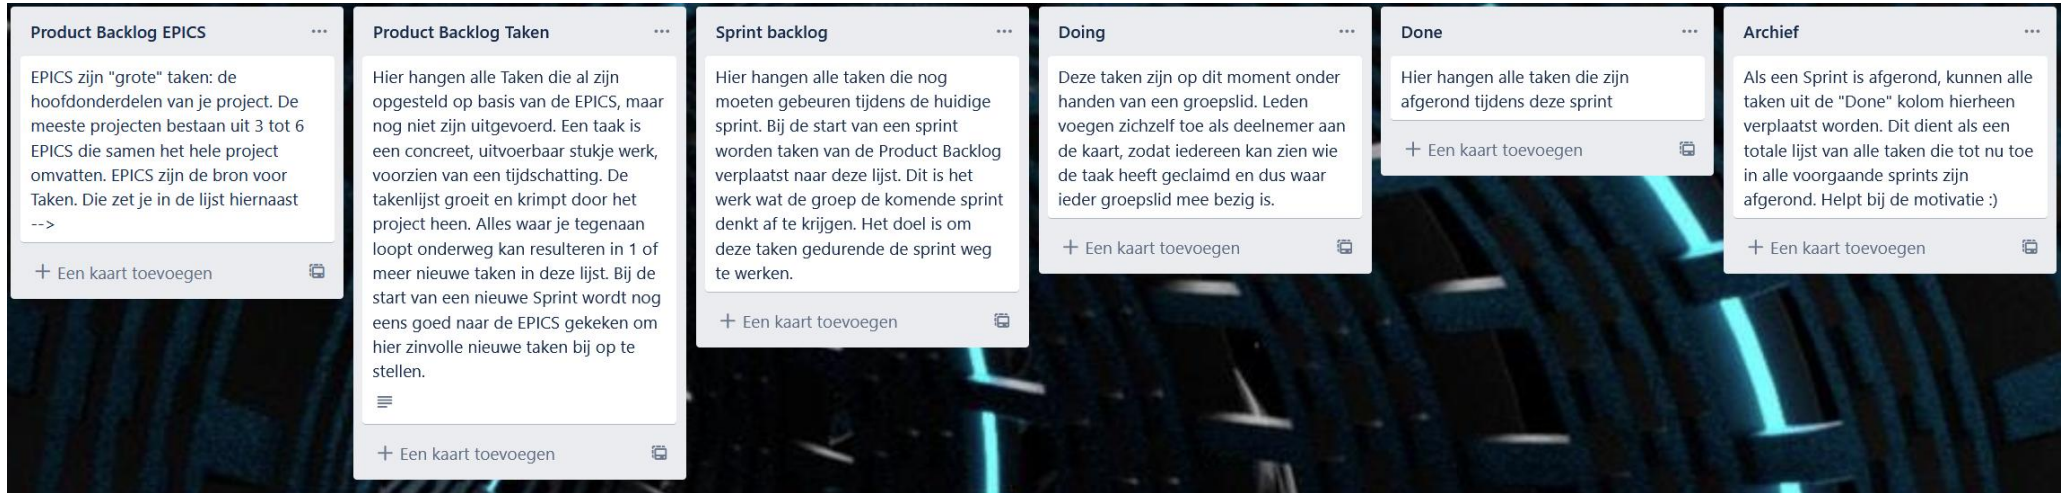 Product Backlog EPICS
EPICS zijn "grote" taken: de
hoofdonderdelen van je project. De
meeste projecten bestaan uit 3 tot 6
EPICS die samen het hele project
omvatten. EPICS zijn de bron voor
Taken. Die zet je in de lijst hiernaast
-->
+ Een kaart toevoegen
Product Backlog Taken
Hier hangen alle Taken die al zijn
opgesteld op basis van de EPICS, maar
nog niet zijn uitgevoerd. Een taak is
een concreet, uitvoerbaar stukje werk,
voorzien van een tijdschatting. De
takenlijst groeit en krimpt door het
project heen. Alles waar je tegenaan
loopt onderweg kan resulteren in 1 of
meer nieuwe taken in deze lijst. Bij de
start van een nieuwe Sprint wordt nog
eens goed naar de EPICS gekeken om
hier zinvolle nieuwe taken bij op te
stellen.
+ Een kaart toevoegen
Sprint backlog
Hier hangen alle taken die nog
moeten gebeuren tijdens de huidige
sprint. Bij de start van een sprint
worden taken van de Product Backlog
verplaatst naar deze lijst. Dit is het
werk wat de groep de komende sprint
denkt af te krijgen. Het doel is om
deze taken gedurende de sprint weg
te werken.
+ Een kaart toevoegen
Doing
Deze taken zijn op dit moment onder
handen van een groepslid. Leden
voegen zichzelf toe als deelnemer aan
de kaart, zodat iedereen kan zien wie
de taak heeft geclaimd en dus waar
ieder groepslid mee bezig is.
+ Een kaart toevoegen
Done
Hier hangen alle taken die zijn
afgerond tijdens deze sprint
+ Een kaart toevoegen
Archief
Als een Sprint is afgerond, kunnen alle
taken uit de "Done" kolom hierheen
verplaatst worden. Dit dient als een
totale lijst van alle taken die tot nu toe
in alle voorgaande sprints zijn
afgerond. Helpt bij de motivatie :)
+ Een kaart toevoegen